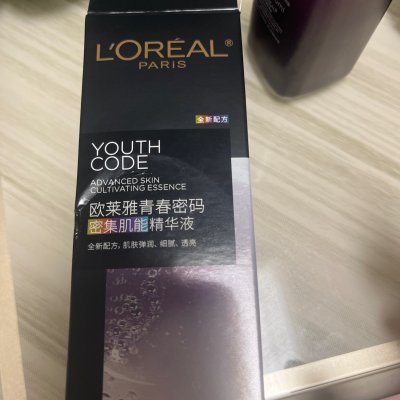 L'ORÉAL®
PARIS
全新配方
YOUTH
CODE
ADVANCED SKIN
CULTIVATING ESSENCE
欧莱雅青春密码
密集肌能精华液
全新配方, 肌肤弹润、细腻、透亮